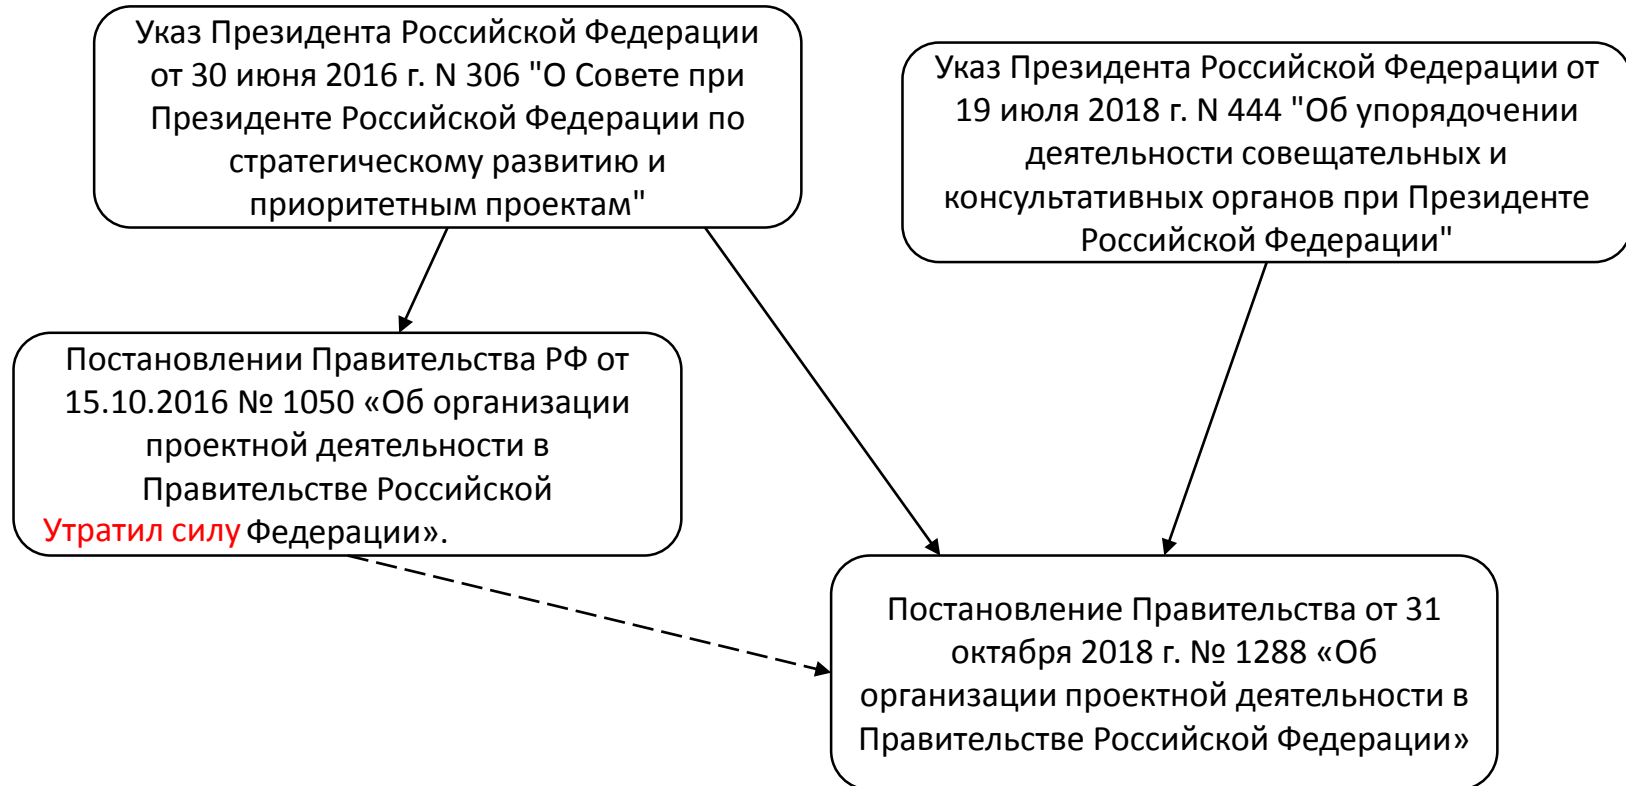 Указ Президента Российской Федерации
от 30 июня 2016 г. N 306 "О Совете при
Президенте Российской Федерации по
стратегическому развитию и
приоритетным проектам"
Указ Президента Российской Федерации от
19 июля 2018 г. N 444 "Об упорядочении
деятельности совещательных и
консультативных органов при Президенте
Российской Федерации"
Постановлении Правительства РФ от
15.10.2016 № 1050 «Об организации
проектной деятельности в
Правительстве Российской
Утратил силу Федерации».
Постановление Правительства от 31
октября 2018 г. № 1288 «Об
организации проектной деятельности в
Правительстве Российской Федерации»